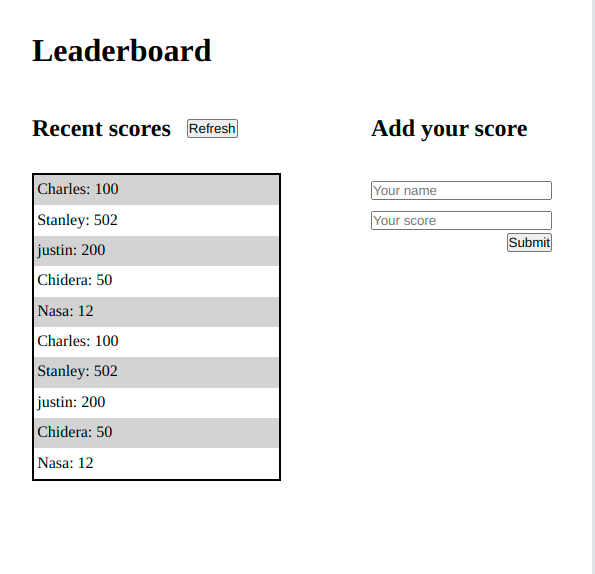 Leaderboard
Recent scores
Refresh
Charles: 100
Stanley: 502
justin: 200
Chidera: 50
Nasa: 12
Charles: 100
Stanley: 502
justin: 200
Chidera: 50
Nasa: 12
Add your score
Your name
Your score
Submit